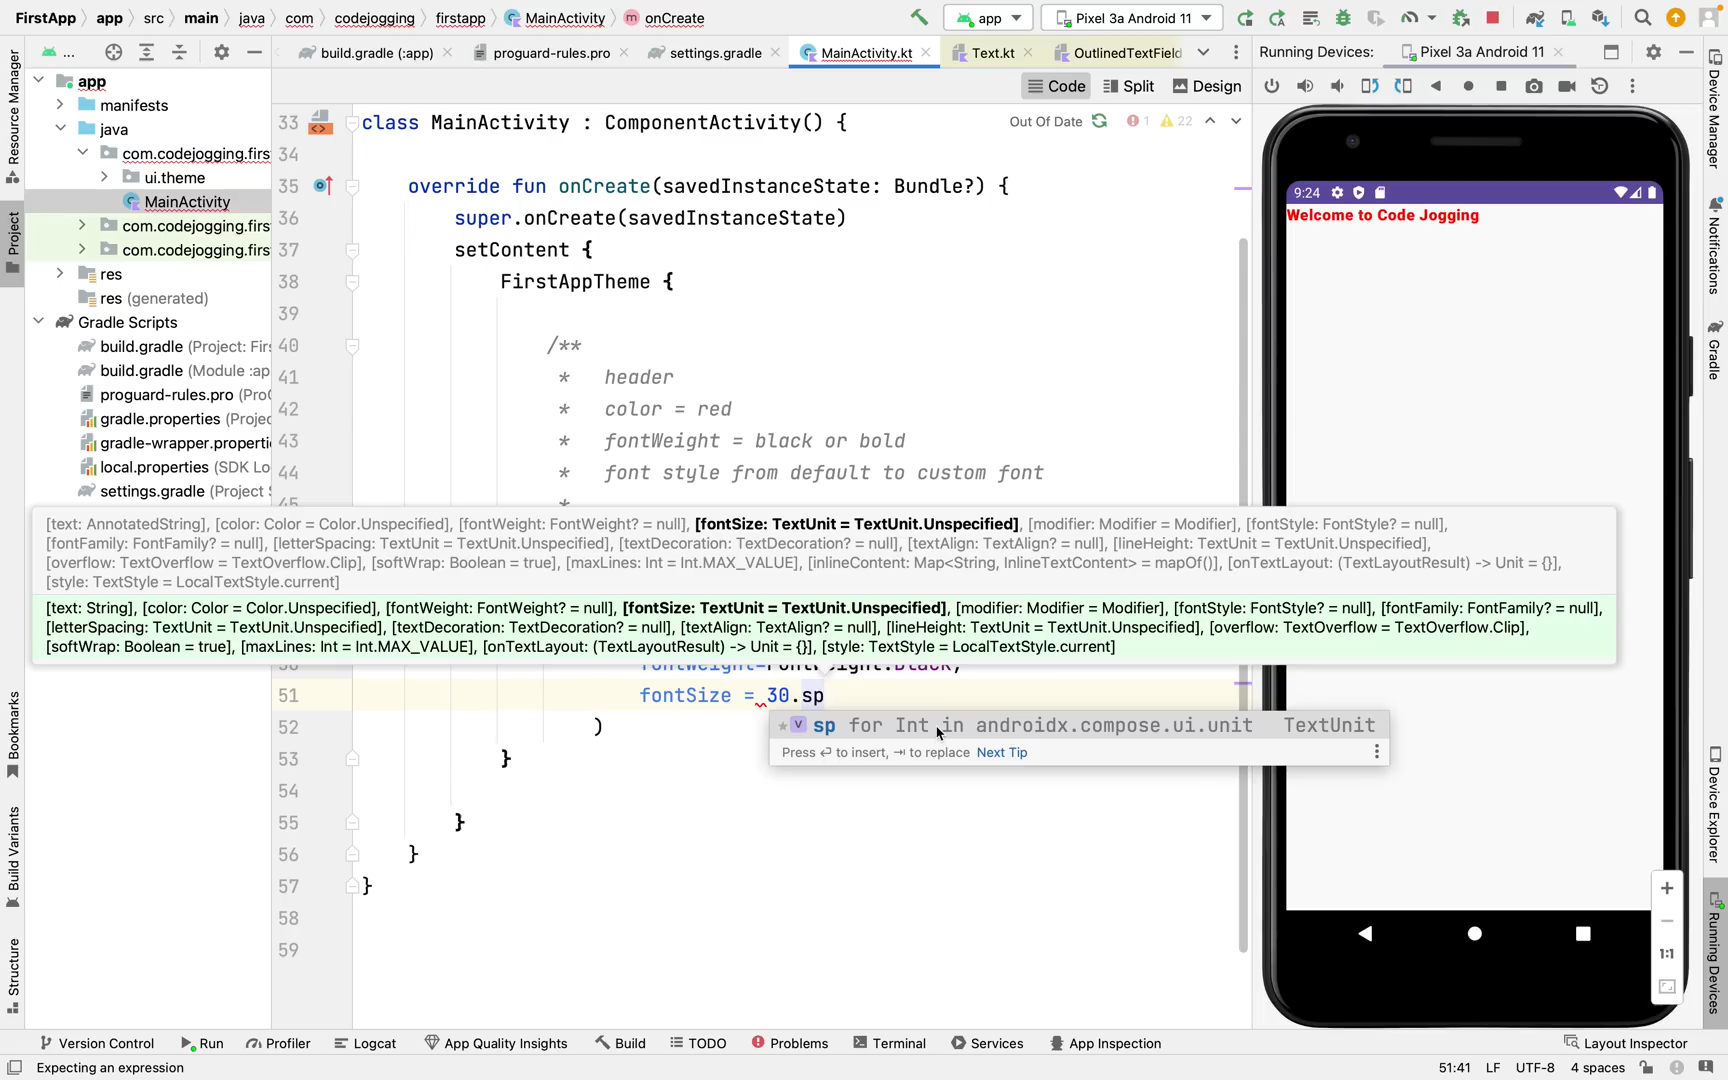 FirstApp app src main java com codejogging firstapp MainActivity onCreate app Pixel 3a Android 11
... build.gradle (:app) proguard-rules.pro settings.gradle MainActivity.kt Text.kt OutlinedTextField Running Devices: Pixel 3a Android 11
Code Split Design
Resource Manager
Project
Bookmarks
Build Variants
Structure
app
manifests
java
com.codejogging.firs
ui.theme
MainActivity
com.codejogging.firs
com.codejogging.firs
res
res (generated)
Gradle Scripts
build.gradle (Project: Fir
build.gradle (Module :ap
proguard-rules.pro (Pro
gradle.properties (Projec
gradle-wrapper.properti
local.properties (SDK Lo
settings.gradle (Project S
Out Of Date 1 22
33 class MainActivity : ComponentActivity() {
34
35 override fun onCreate(savedInstanceState: Bundle?) {
36 super.onCreate(savedInstanceState)
37 setContent {
38 FirstAppTheme {
39
40 /**
41 * header
42 * color = red
43 * fontWeight = black or bold
44 * font style from default to custom font
[text: AnnotatedString], [color: Color = Color.Unspecified], [fontWeight: FontWeight? = null], [fontSize: TextUnit = TextUnit.Unspecified], [modifier: Modifier = Modifier], [fontStyle: FontStyle? = null],
[fontFamily: FontFamily? = null], [letterSpacing: TextUnit = TextUnit.Unspecified], [textDecoration: TextDecoration? = null], [textAlign: TextAlign? = null], [lineHeight: TextUnit = TextUnit.Unspecified],
[overflow: TextOverflow = TextOverflow.Clip], [softWrap: Boolean = true], [maxLines: Int = Int.MAX_VALUE], [inlineContent: Map<String, InlineTextContent> = mapOf()], [onTextLayout: (TextLayoutResult) -> Unit = {}],
[style: TextStyle = LocalTextStyle.current]
[text: String], [color: Color = Color.Unspecified], [fontWeight: FontWeight? = null], [fontSize: TextUnit = TextUnit.Unspecified], [modifier: Modifier = Modifier], [fontStyle: FontStyle? = null], [fontFamily: FontFamily? = null],
[letterSpacing: TextUnit = TextUnit.Unspecified], [textDecoration: TextDecoration? = null], [textAlign: TextAlign? = null], [lineHeight: TextUnit = TextUnit.Unspecified], [overflow: TextOverflow = TextOverflow.Clip],
[softWrap: Boolean = true], [maxLines: Int = Int.MAX_VALUE], [onTextLayout: (TextLayoutResult) -> Unit = {}], [style: TextStyle = LocalTextStyle.current]
51 fontSize = 30.sp
52 )
sp for Int in androidx.compose.ui.unit TextUnit
Press ↵ to insert, ⇥ to replace Next Tip
53 }
54
55 }
56 }
57 }
58
59
9:24
Welcome to Code Jogging
1:1
Device Manager
Notifications
Gradle
Device Explorer
Running Devices
Version Control Run Profiler Logcat App Quality Insights Build TODO Problems Terminal Services App Inspection Layout Inspector
Expecting an expression 51:41 LF UTF-8 4 spaces